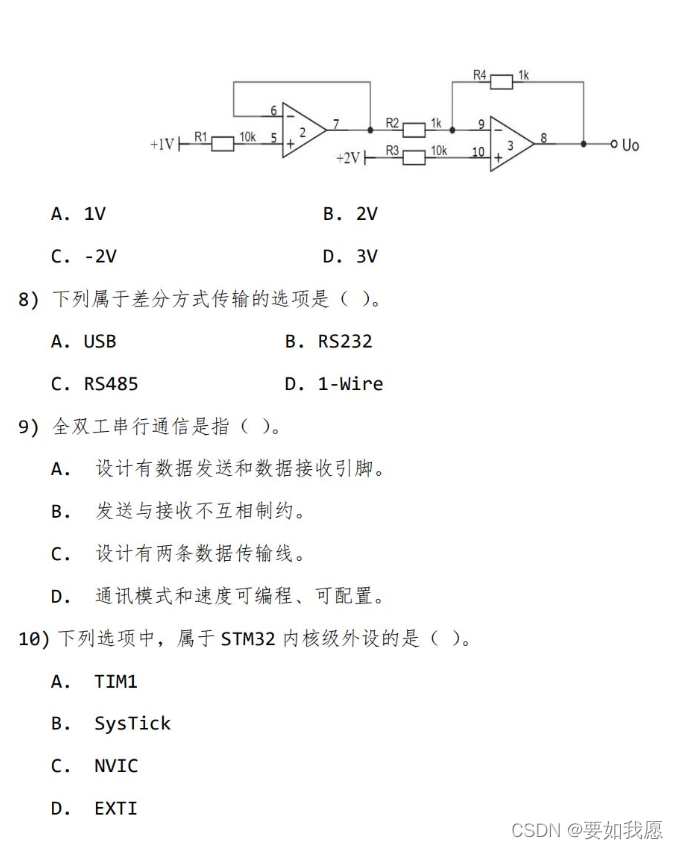 R4 1k
6
7
R2 1k
9
+1V R1 10k 5 2
+2V R3 10k 10 3 8 Uo
A. 1V B. 2V
C. -2V D. 3V
8) 下列属于差分方式传输的选项是（ ）。
A. USB B. RS232
C. RS485 D. 1-Wire
9) 全双工串行通信是指（ ）。
A. 设计有数据发送和数据接收引脚。
B. 发送与接收不互相制约。
C. 设计有两条数据传输线。
D. 通讯模式和速度可编程、可配置。
10) 下列选项中，属于 STM32 内核级外设的是（ ）。
A. TIM1
B. SysTick
C. NVIC
D. EXTI
CSDN @要如我愿